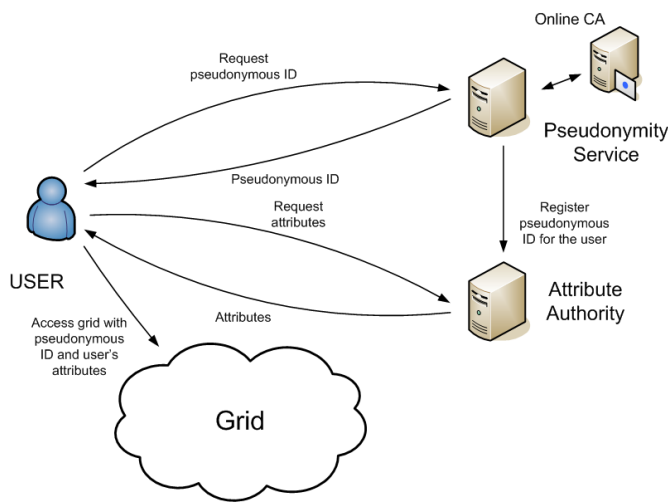 Online CA
Request
pseudonymous ID
Pseudonymity
Service
Pseudonymous ID
Request
attributes
Register
pseudonymous
ID for the user
USER
Attribute
Authority
Attributes
Access grid with
pseudonymous
ID and user's
attributes
Grid